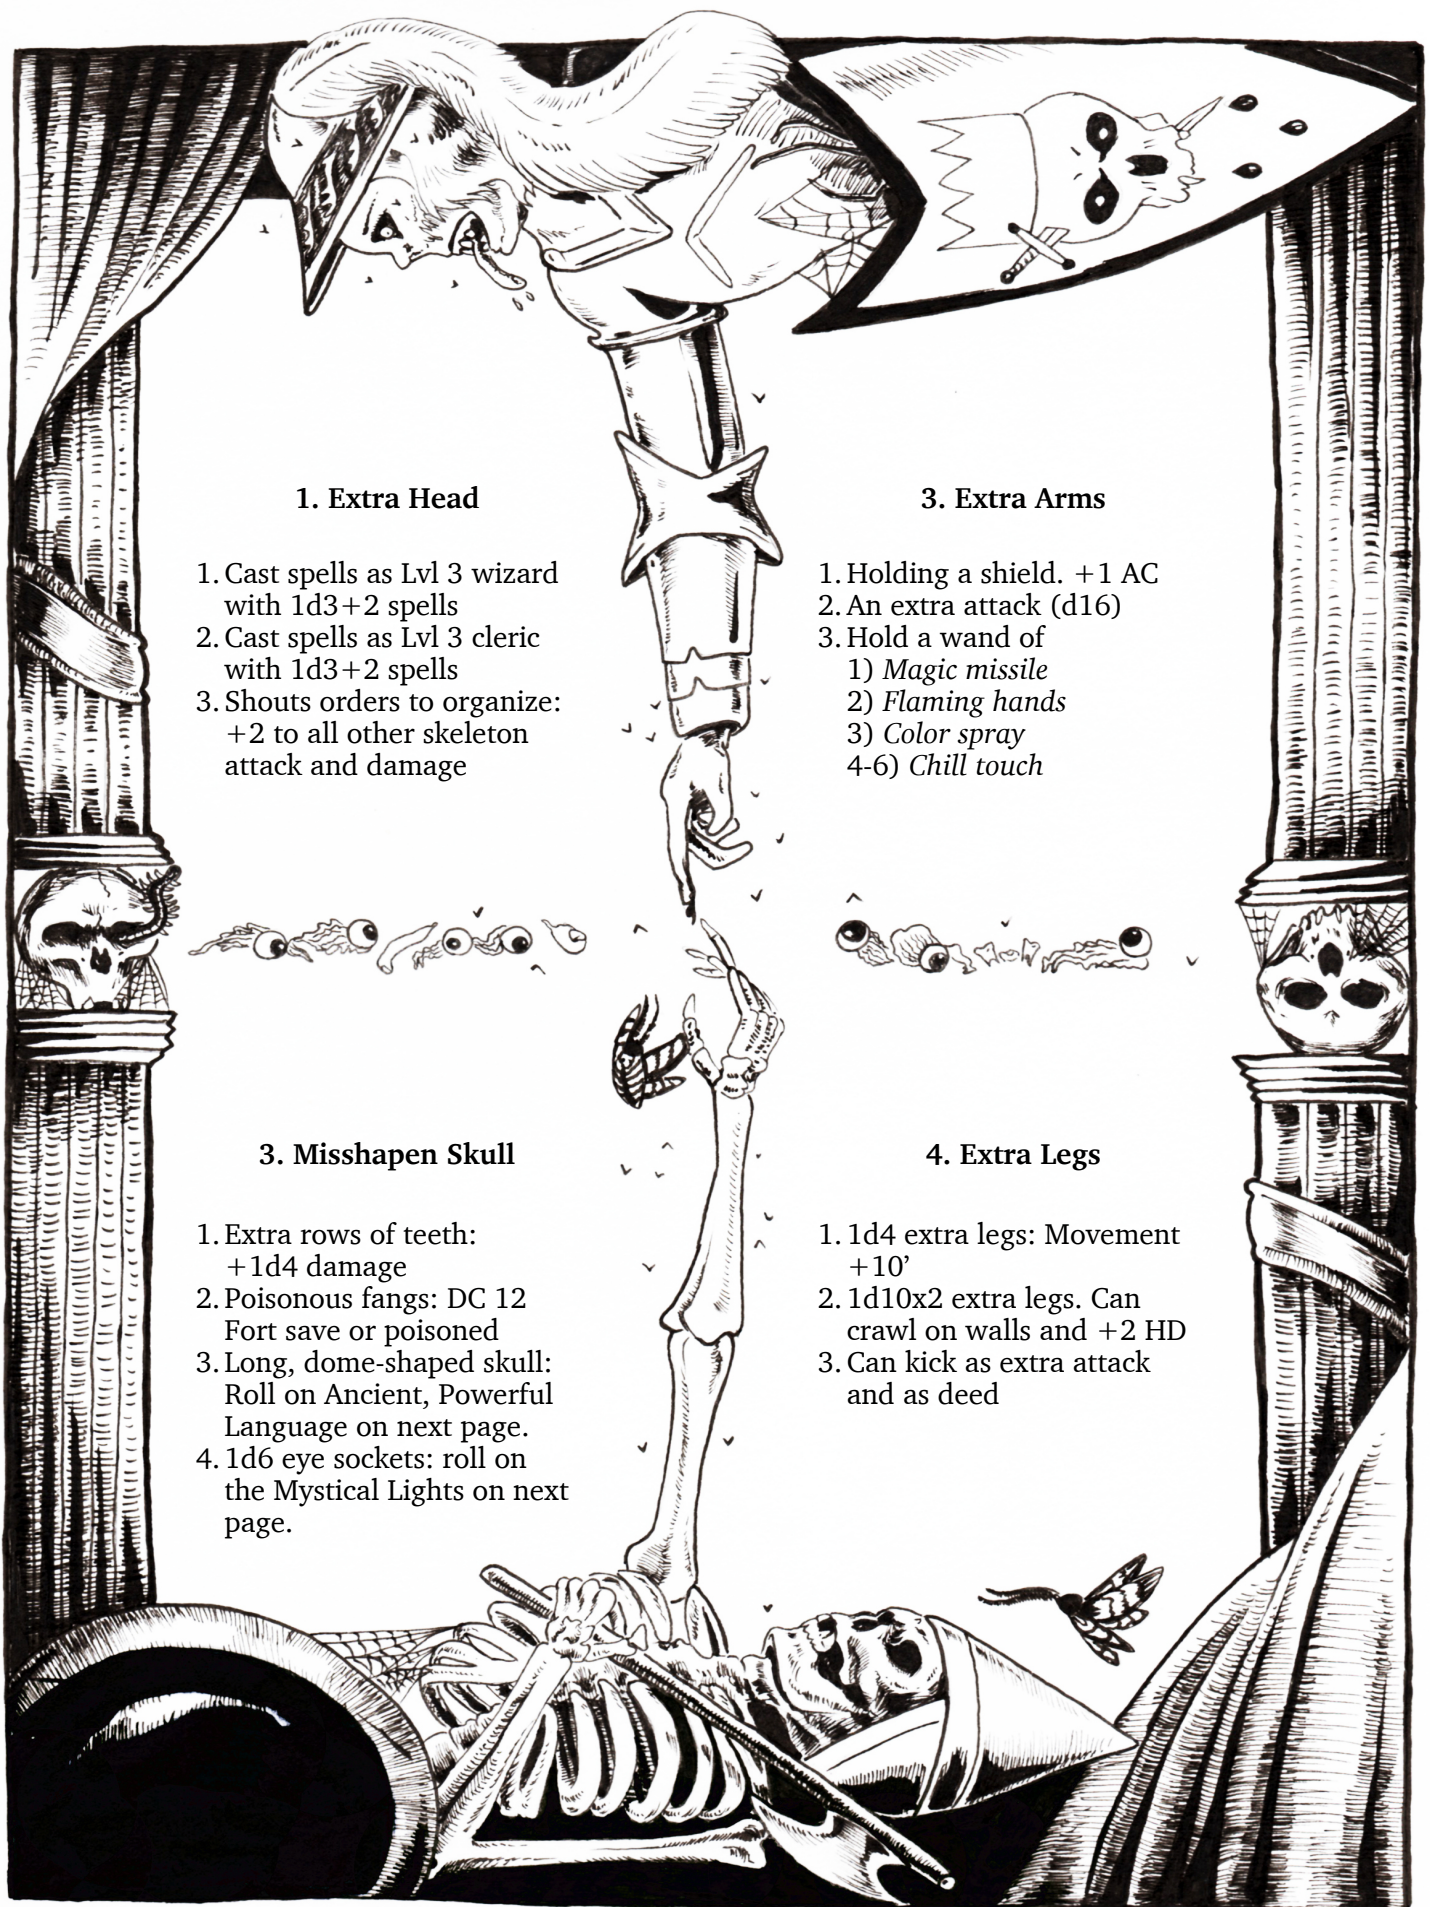 1. Extra Head
1. Cast spells as Lvl 3 wizard
with 1d3+2 spells
2. Cast spells as Lvl 3 cleric
with 1d3+2 spells
3. Shouts orders to organize:
+2 to all other skeleton
attack and damage
3. Extra Arms
1. Holding a shield. +1 AC
2. An extra attack (d16)
3. Hold a wand of
1) Magic missile
2) Flaming hands
3) Color spray
4-6) Chill touch
3. Misshapen Skull
1. Extra rows of teeth:
+1d4 damage
2. Poisonous fangs: DC 12
Fort save or poisoned
3. Long, dome-shaped skull:
Roll on Ancient, Powerful
Language on next page.
4. 1d6 eye sockets: roll on
the Mystical Lights on next
page.
4. Extra Legs
1. 1d4 extra legs: Movement
+10’
2. 1d10x2 extra legs. Can
crawl on walls and +2 HD
3. Can kick as extra attack
and as deed